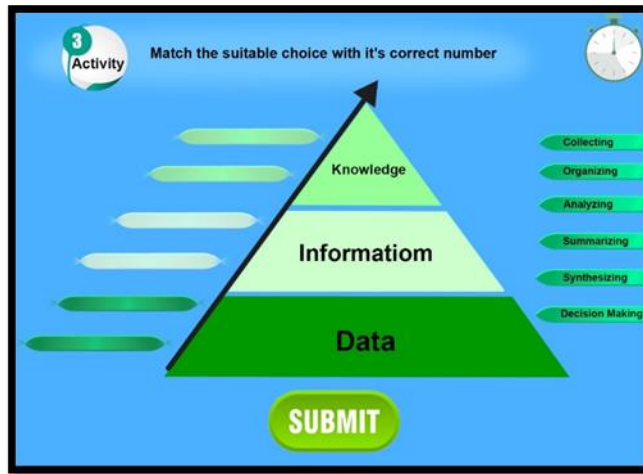 3
Activity
Match the suitable choice with it's correct number
Knowledge
Informatiom
Data
Collecting
Organizing
Analyzing
Summarizing
Synthesizing
Decision Making
SUBMIT